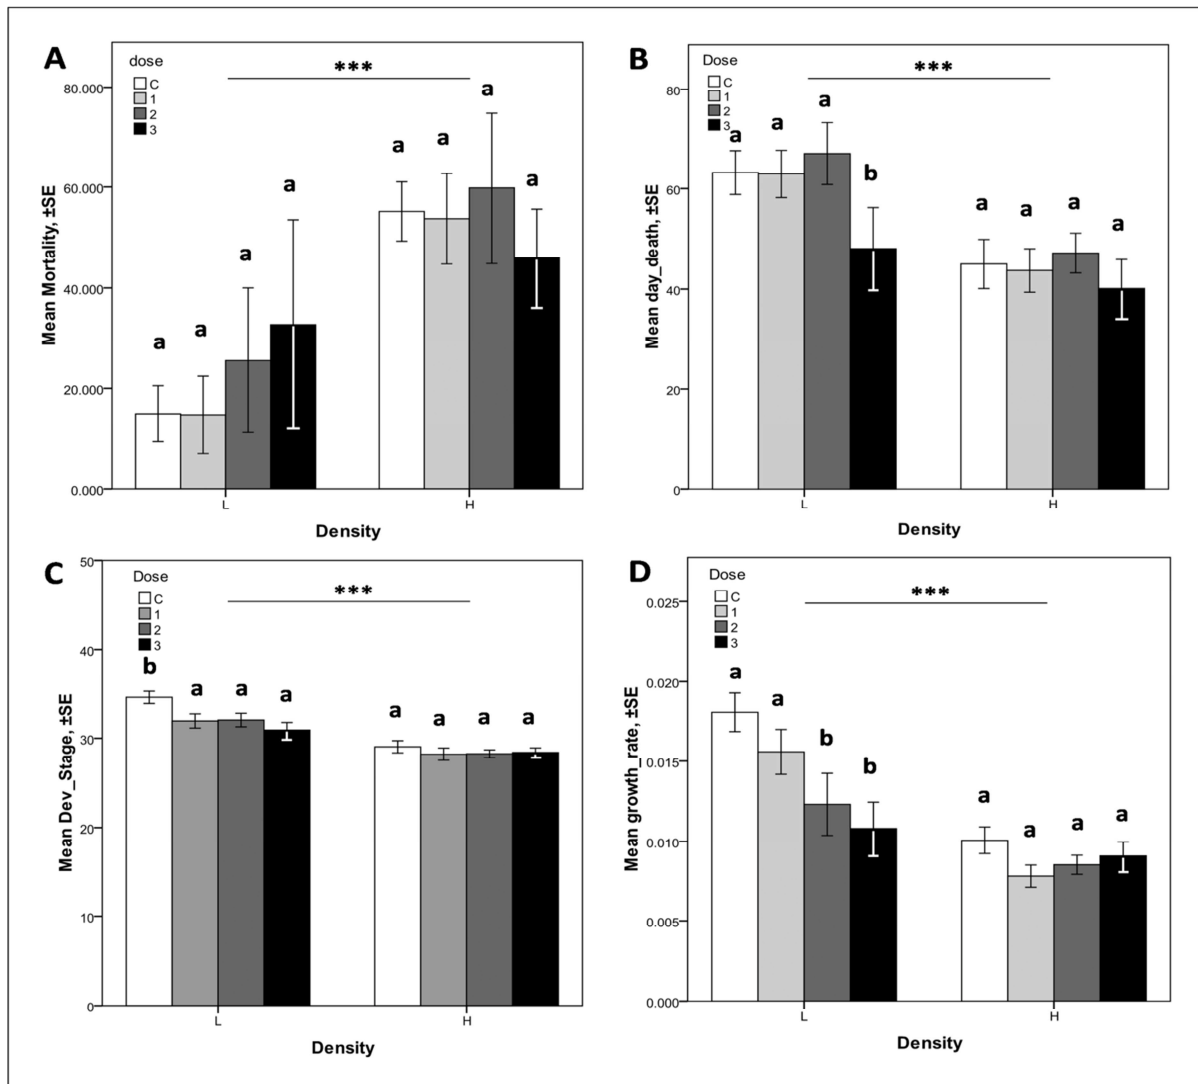 A
dose
C
1
2
3
***
Mean Mortality, ±SE
80.000
60.000
40.000
20.000
0.000
a
a
a
a
a
a
a
a
L
H
Density
B
Dose
C
1
2
3
***
Mean day_death, ±SE
80
60
40
20
0
a
a
a
b
a
a
a
a
L
H
Density
C
Dose
C
1
2
3
***
Mean Dev_Stage, ±SE
50
40
30
20
10
0
b
a
a
a
a
a
a
a
L
H
Density
D
Dose
C
1
2
3
***
Mean growth_rate, ±SE
0.025
0.020
0.015
0.010
0.005
0.000
a
a
b
b
a
a
a
a
L
H
Density